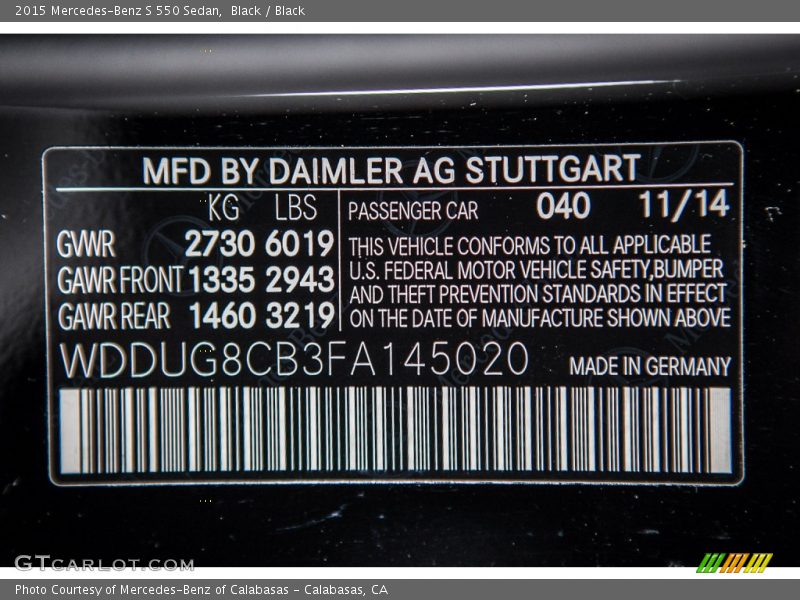 2015 Mercedes-Benz S 550 Sedan,  Black / Black
MFD BY DAIMLER AG STUTTGART
KG LBS
GVWR 2730 6019
GAWR FRONT 1335 2943
GAWR REAR 1460 3219
PASSENGER CAR 040 11/14
THIS VEHICLE CONFORMS TO ALL APPLICABLE
U.S. FEDERAL MOTOR VEHICLE SAFETY,BUMPER
AND THEFT PREVENTION STANDARDS IN EFFECT
ON THE DATE OF MANUFACTURE SHOWN ABOVE
WDDUG8CB3FA145020 MADE IN GERMANY
GTCARLOT.COM
Photo Courtesy of Mercedes-Benz of Calabasas - Calabasas, CA